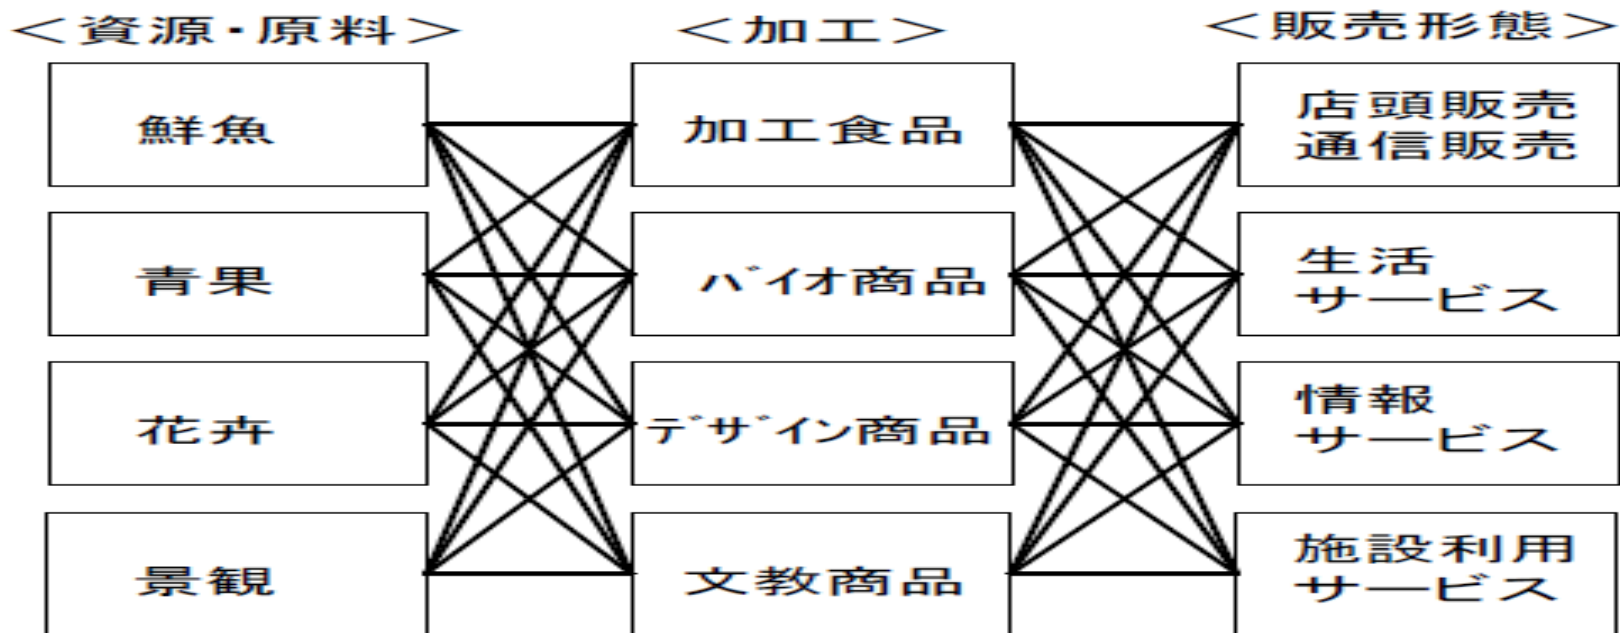 ＜資源・原料＞ ＜加工＞ ＜販売形態＞
鮮魚
加工食品
店頭販売
通信販売
青果
ﾊﾞｲｵ商品
生活
サービス
花卉
ﾃﾞｻﾞｲﾝ商品
情報
サービス
景観
文教商品
施設利用
サービス